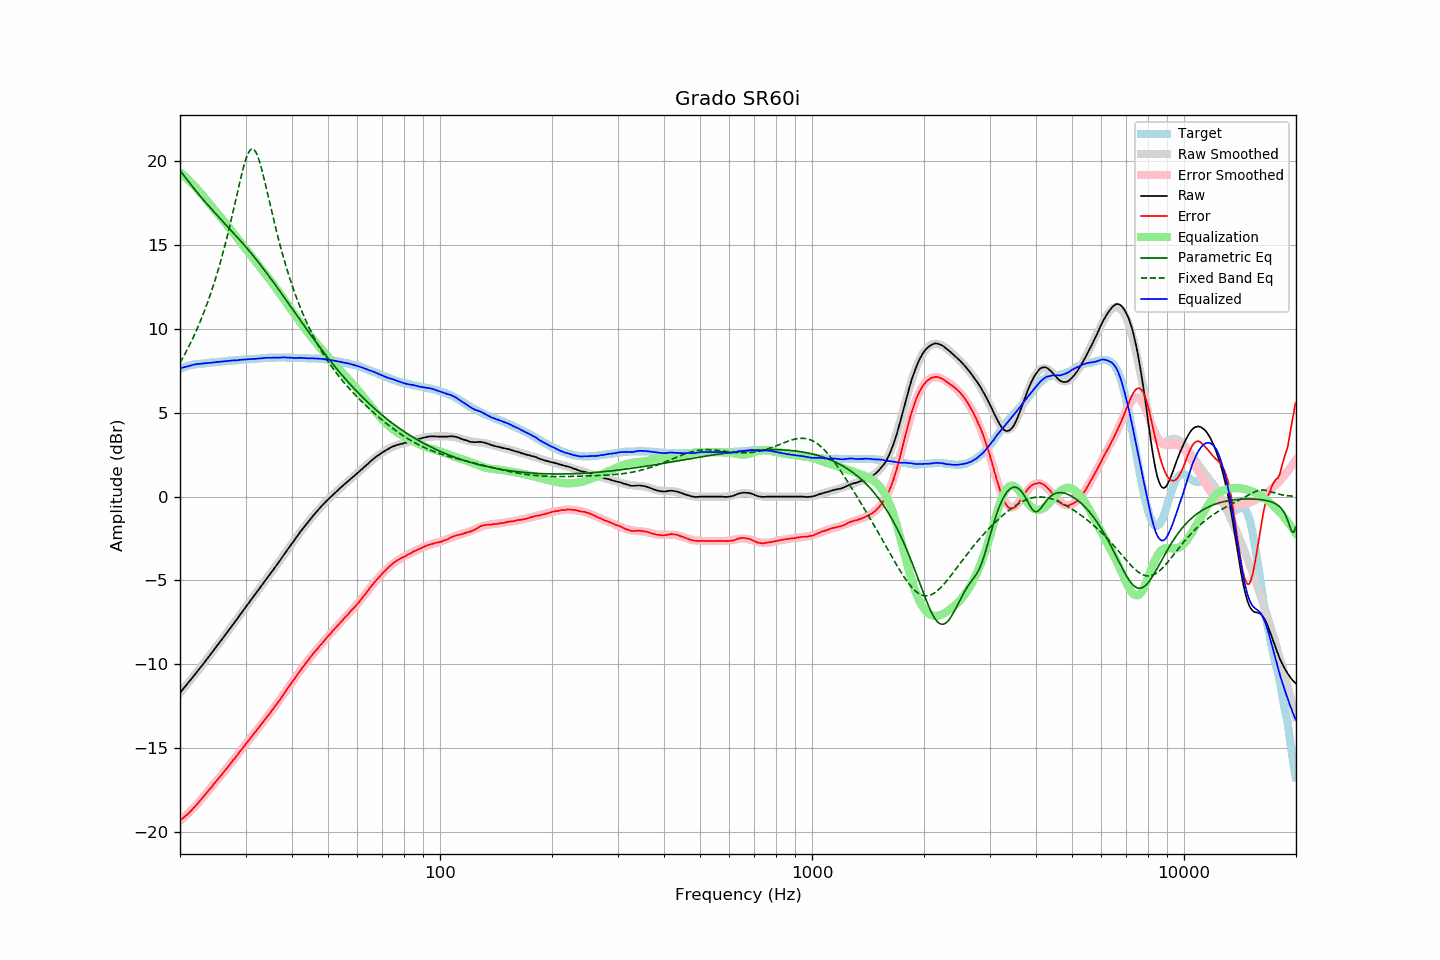 Grado SR60i
Target
Raw Smoothed
Error Smoothed
Raw
Error
Equalization
Parametric Eq
Fixed Band Eq
Equalized
Amplitude (dBr)
20
15
10
5
0
−5
−10
−15
−20
100 1000 10000
Frequency (Hz)